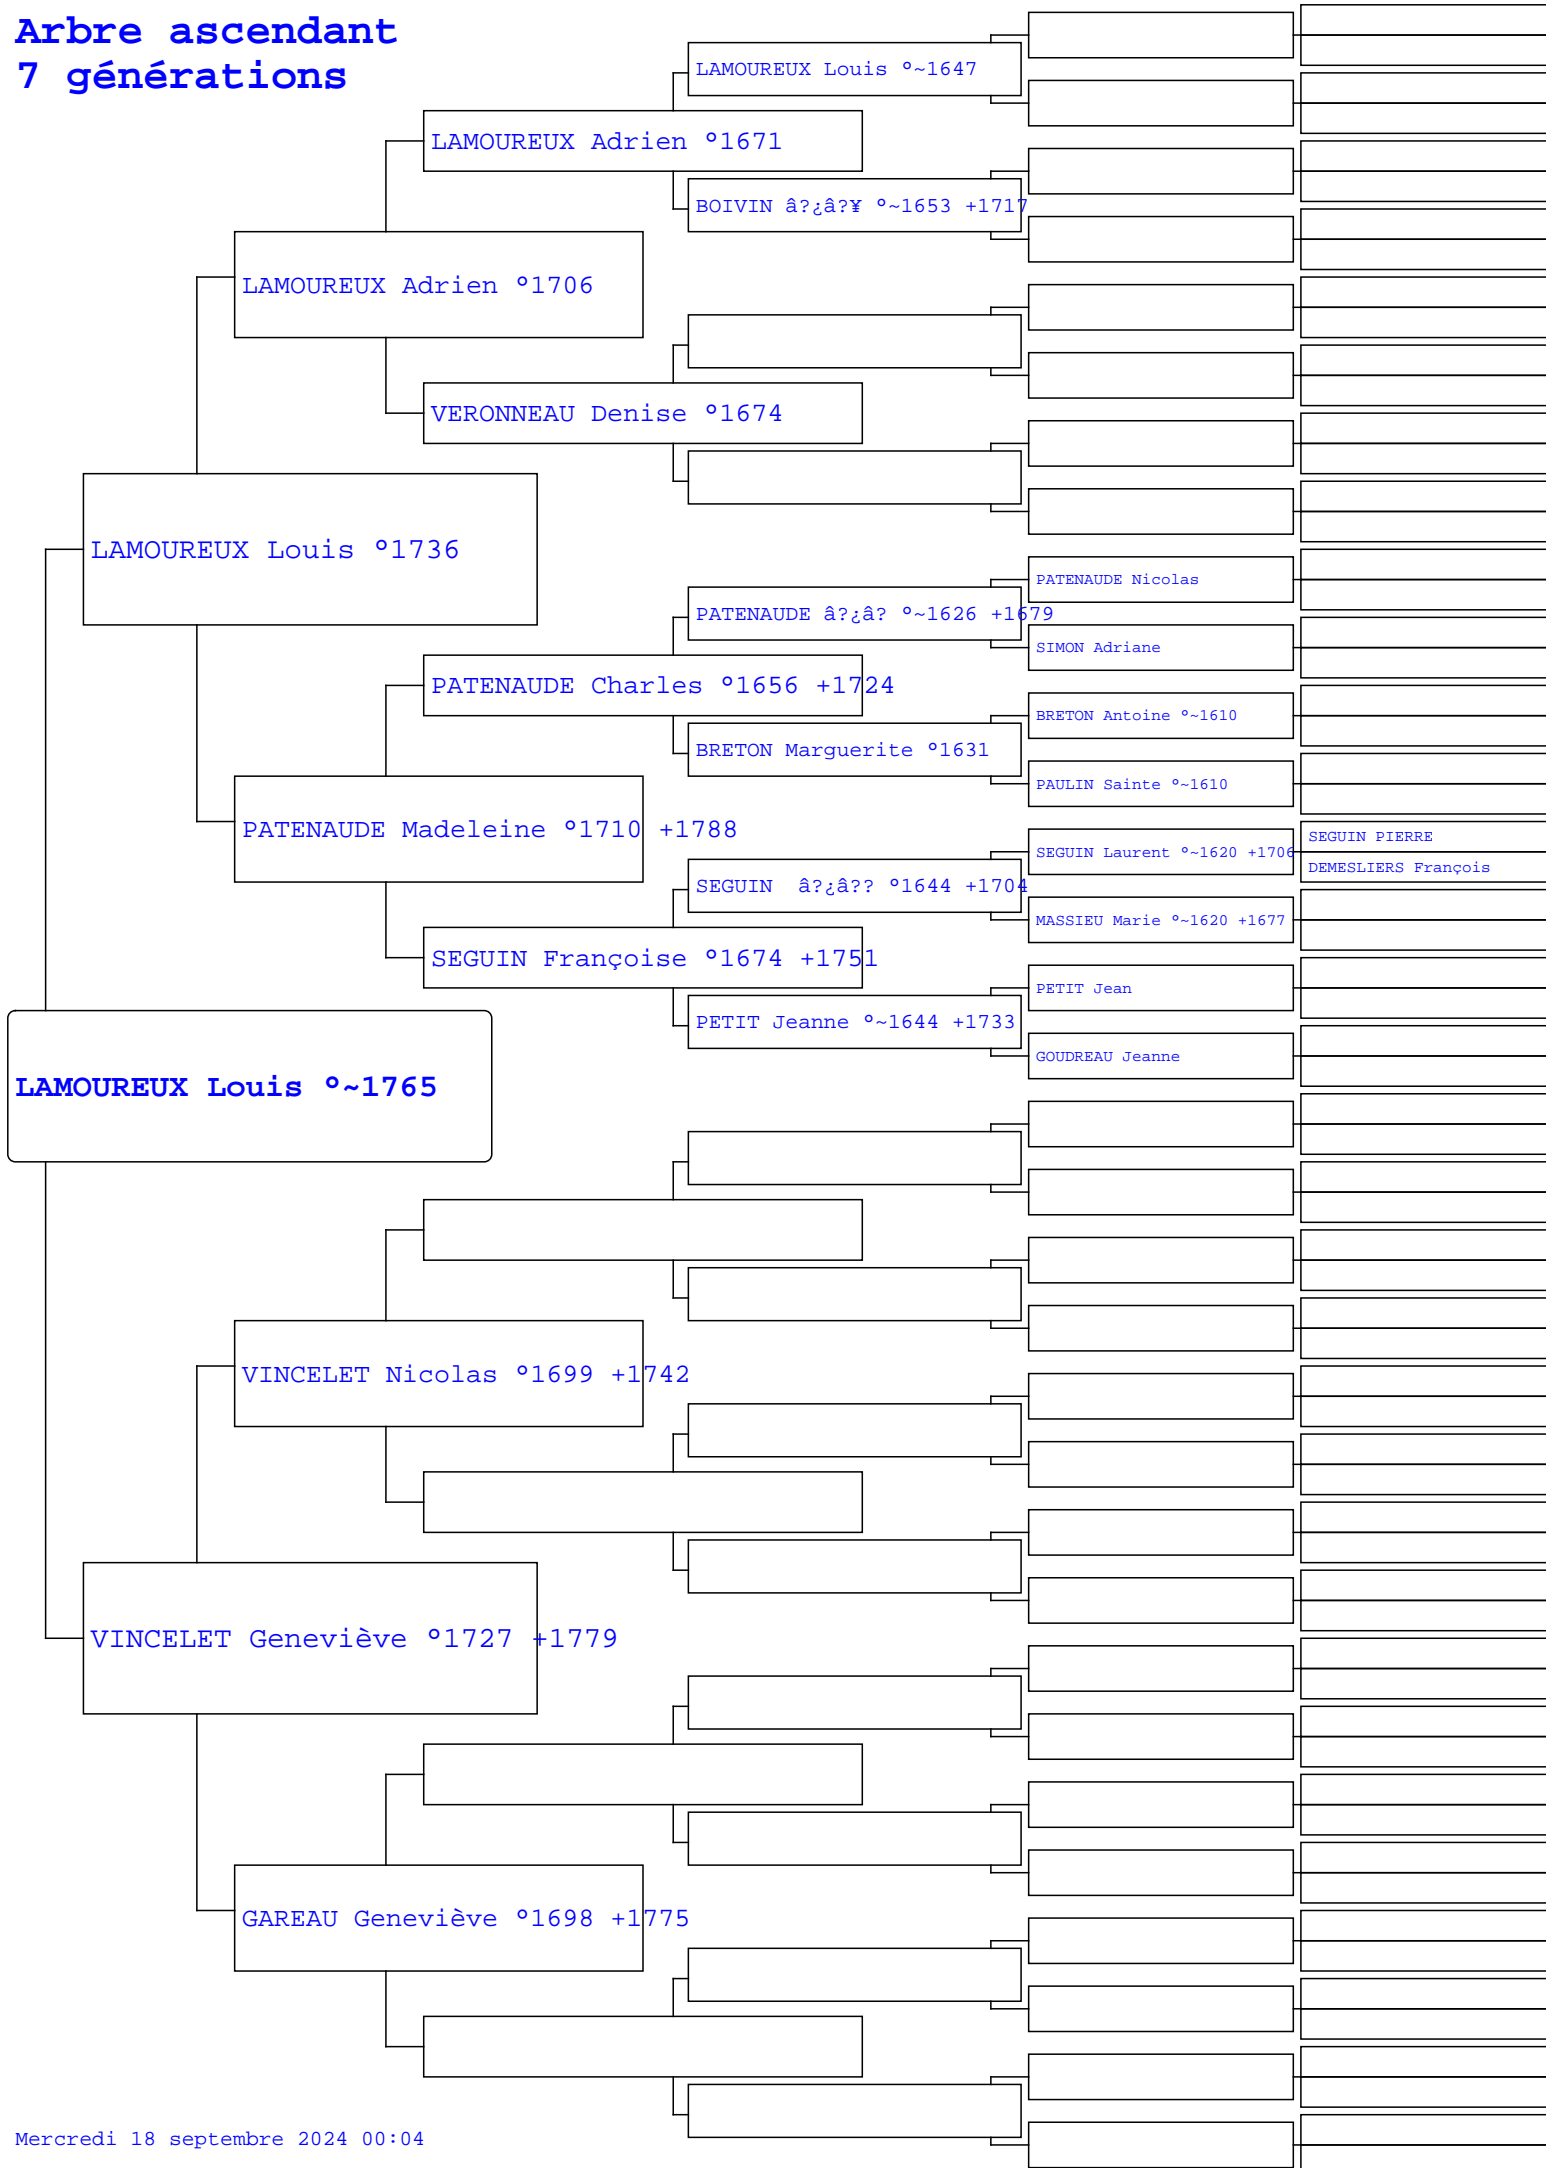 Arbre ascendant
7 générations
LAMOUREUX Louis °~1647
LAMOUREUX Adrien °1671
BOIVIN â?¿â?¥ °~1653 +1717
LAMOUREUX Adrien °1706
VERONNEAU Denise °1674
LAMOUREUX Louis °1736
PATENAUDE Nicolas
PATENAUDE â?¿â? °~1626 +1679
SIMON Adriane
PATENAUDE Charles °1656 +1724
BRETON Antoine °~1610
BRETON Marguerite °1631
PAULIN Sainte °~1610
PATENAUDE Madeleine °1710 +1788
SEGUIN PIERRE
SEGUIN Laurent °~1620 +1706
DEMESLIERS François
SEGUIN  â?¿â?? °1644 +1704
MASSIEU Marie °~1620 +1677
SEGUIN Françoise °1674 +1751
PETIT Jean
PETIT Jeanne °~1644 +1733
GOUDREAU Jeanne
LAMOUREUX Louis °~1765
VINCELET Nicolas °1699 +1742
VINCELET Geneviève °1727 +1779
GAREAU Geneviève °1698 +1775
Mercredi 18 septembre 2024 00:04